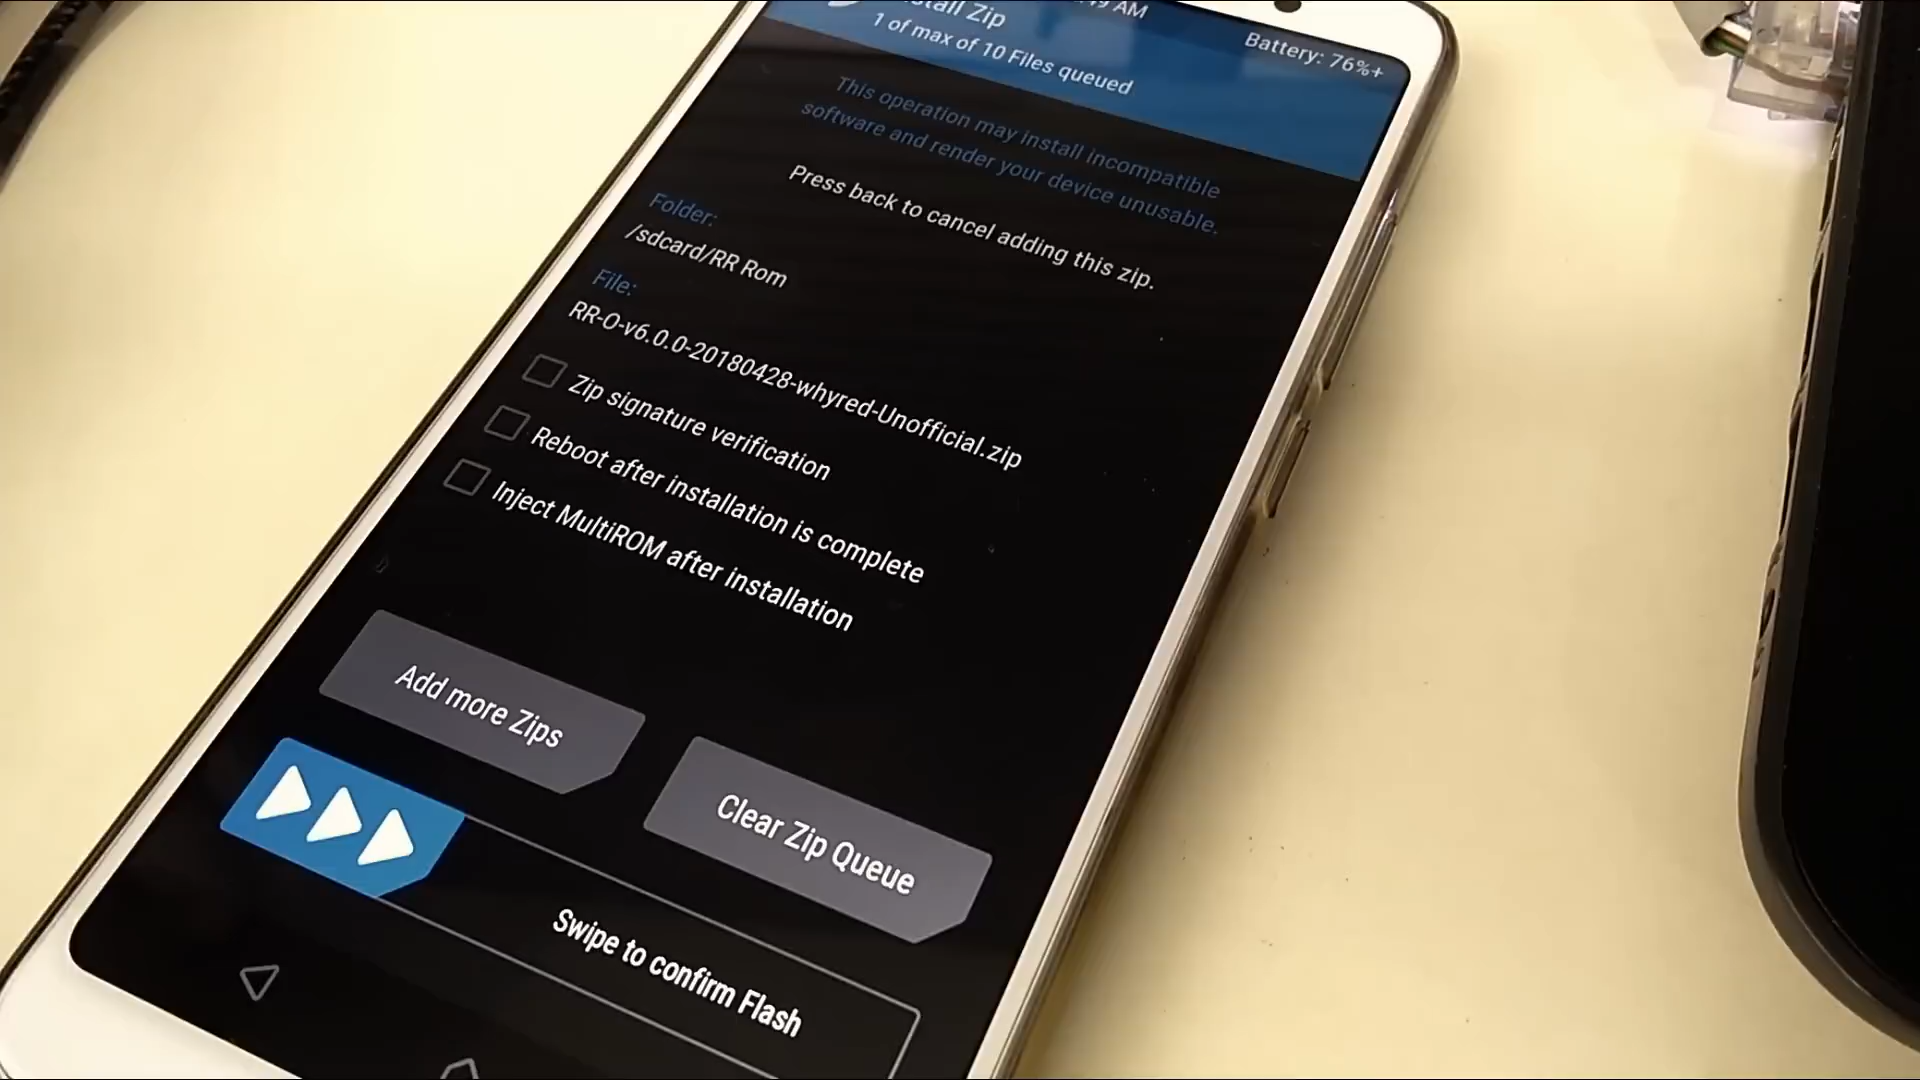 Zip
AM
Battery: 76%+
1 of max of 10 Files queued
This operation may install incompatible
software and render your device unusable.
Press back to cancel adding this zip.
Folder:
/sdcard/RR Rom
File:
RR-O-v6.0.0-20180428-whyred-Unofficial.zip
Zip signature verification
Reboot after installation is complete
Inject MultiROM after installation
Add more Zips
Clear Zip Queue
Swipe to confirm Flash